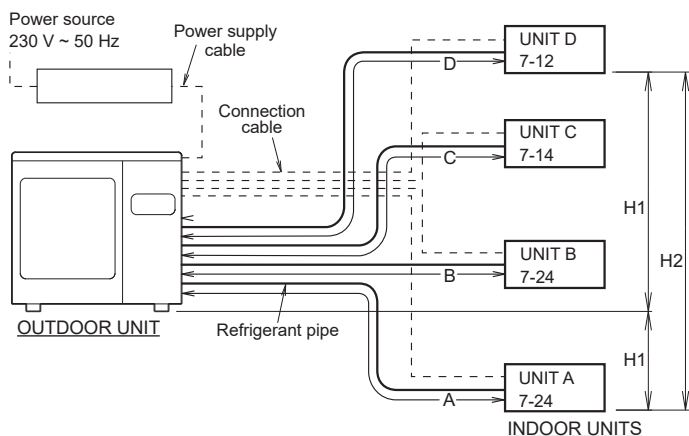 Power source
230 V ~ 50 Hz
Power supply
cable
Connection
cable
UNIT D
7-12
D
UNIT C
7-14
C
H1
H2
UNIT B
7-24
B
OUTDOOR UNIT
Refrigerant pipe
H1
UNIT A
7-24
A
INDOOR UNITS